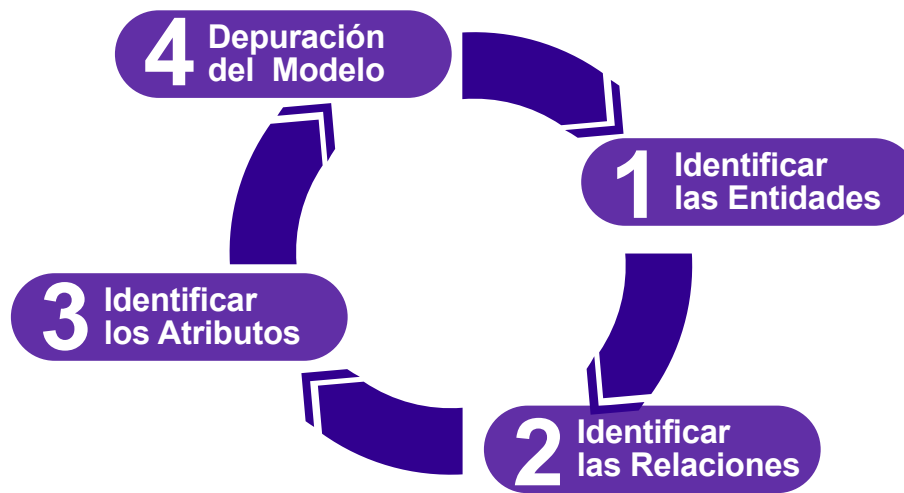 4 Depuración
del Modelo
1 Identificar
las Entidades
3 Identificar
los Atributos
2 Identificar
las Relaciones